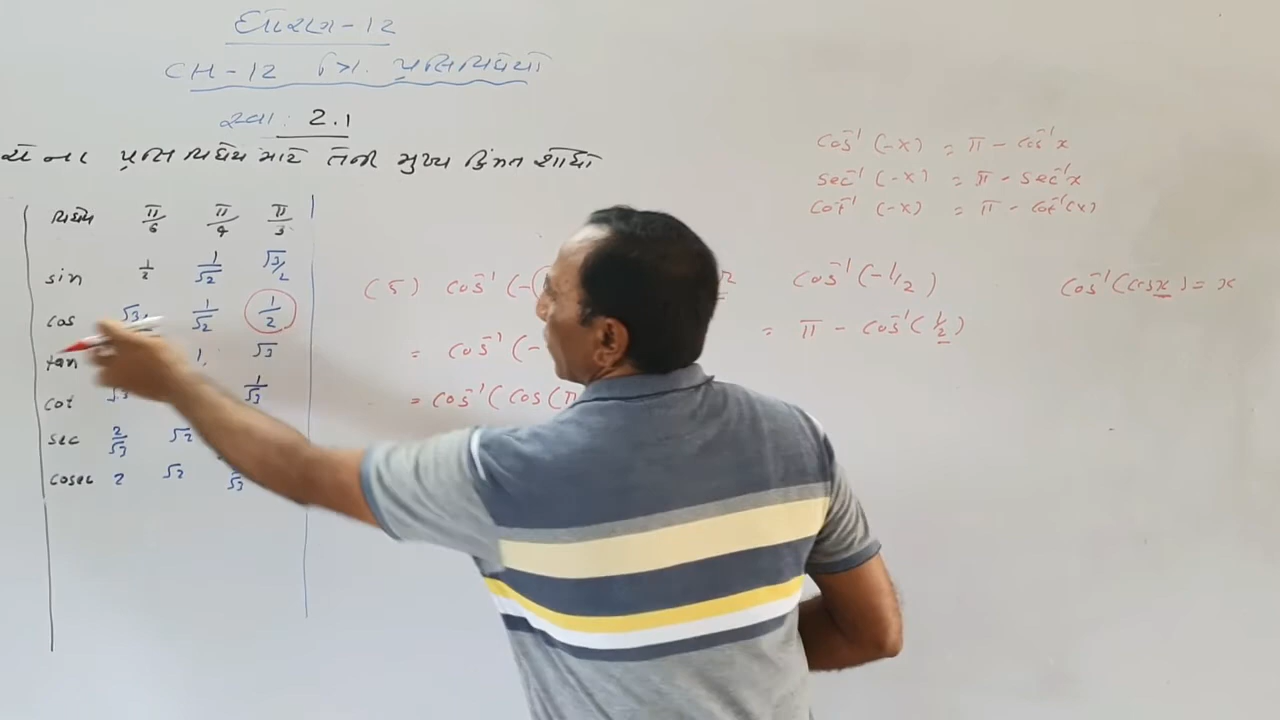 ધોરણ-12
CH-12 ત્રિ. પ્રતિવિધેયો
સ્વા: 2.1
ના પ્રતિ વિધેય માટે તેની મુખ્ય કિંમત શોધો
વિધેય π/6 π/4 π/3
sin 1/2 1/√2 √3/2
cos √3 1/√2 1/2
tan 1 √3
cot √3 1/√3
sec 2/√3 √2
cosec 2 √2 √3
cos⁻¹ (-x) = π - cos⁻¹x
sec⁻¹ (-x) = π - sec⁻¹x
cot⁻¹ (-x) = π - cot⁻¹(x)
(5) cos⁻¹(-
= cos⁻¹(-
= cos⁻¹(cos(π
cos⁻¹(-1/2)
= π - cos⁻¹(1/2)
cos⁻¹(cosx) = x